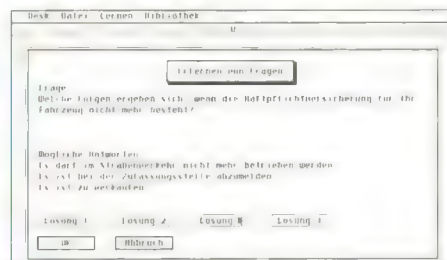 Desk Datei Lernen Bibliothek
Erlernen von Fragen
Frage
Welche Folgen ergeben sich, wenn die Haftpflichtversicherung für Ihr
Fahrzeug nicht mehr besteht?
Mögliche Antworten
Es darf im Straßenverkehr nicht mehr betrieben werden
Es ist bei der Zulassungsstelle abzumelden
Es ist zu verkaufen
Lösung 1 Lösung 2 Lösung Lösung
OK Abbruch